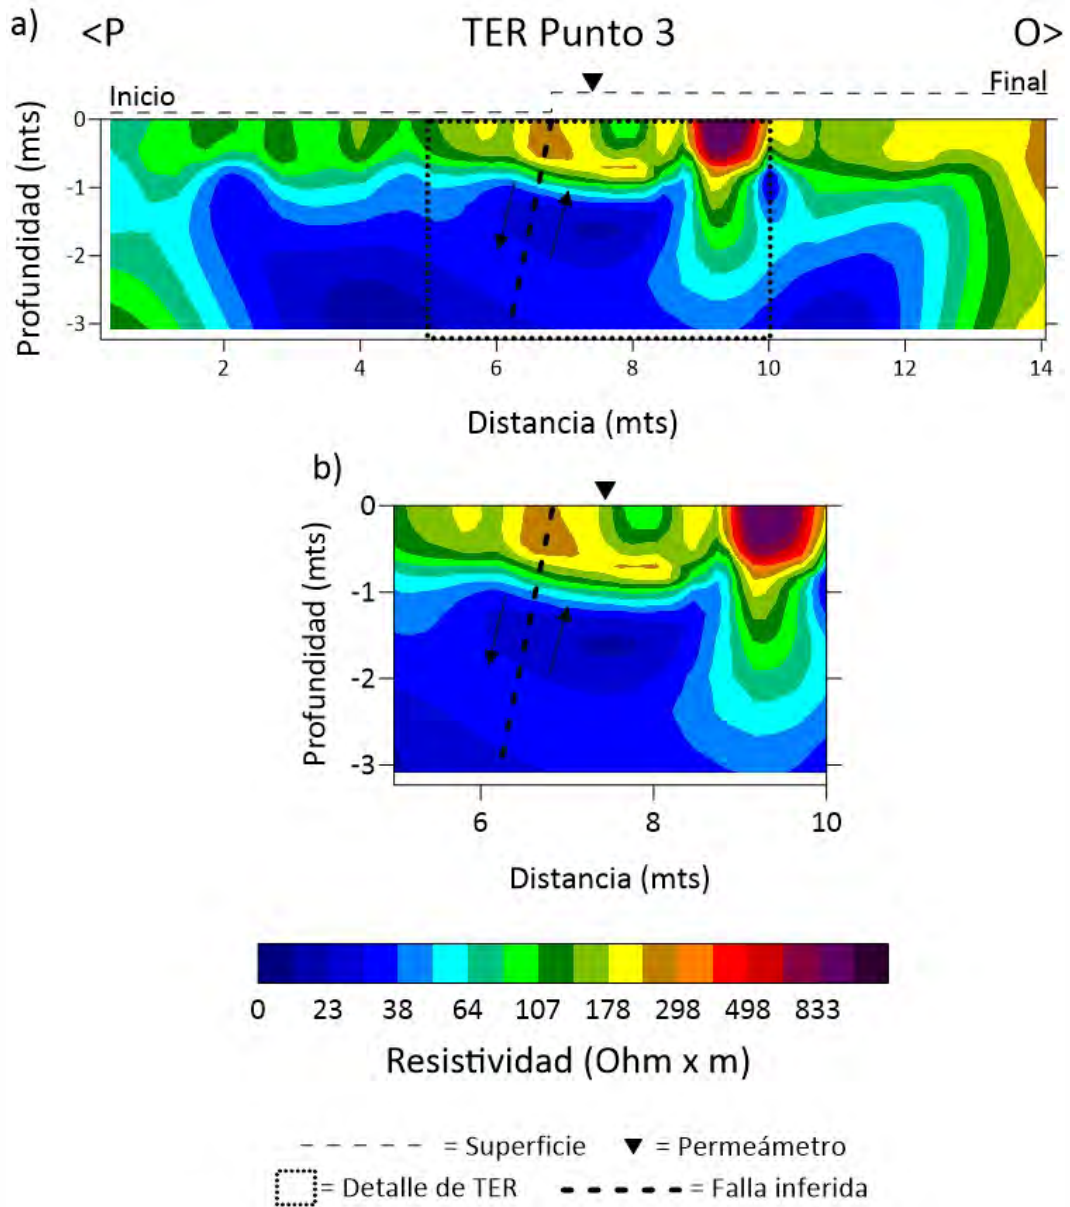 a) <P TER Punto 3 O>
Inicio Final
Profundidad (mts)
0
-1
-2
-3
2 4 6 8 10 12 14
Distancia (mts)
b)
Profundidad (mts)
0
-1
-2
-3
6 8 10
Distancia (mts)
0 23 38 64 107 178 298 498 833
Resistividad (Ohm x m)
= Superficie = Permeámetro
= Detalle de TER = Falla inferida